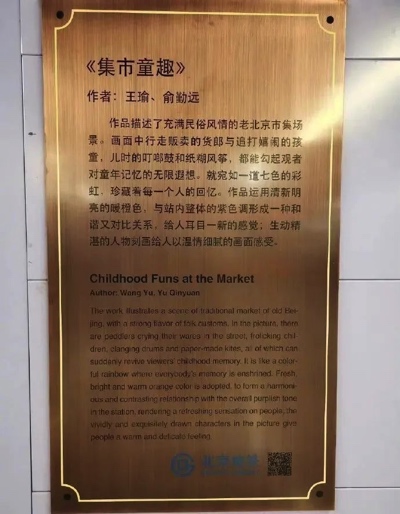 《集市童趣》
作者：王瑜、俞勤远
作品描述了充满民俗风情的老北京市集场
景。画面中行走贩卖的货郎与追打嬉闹的孩
童，儿时的叮啷鼓和纸糊风筝，都能勾起观者
对童年记忆的无限遐想。就宛如一道七色的彩
虹，珍藏着每一个人的回忆。作品运用清新明
亮的暖橙色，与站内整体的紫色调形成一种和
谐又对比关系，给人耳目一新的感觉；生动精
湛的人物刻画给人以温情细腻的画面感受。
Childhood Funs at the Market
Author: Wang Yu, Yu Qinyuan
The work illustrates a scene of traditional market of old Bei-
jing, with a strong flavor of folk customs. In the picture, there
are peddlers crying their wares in the street, frolicking chil-
dren, clanging drums and paper-made kites, all of which can
suddenly revive viewers' childhood memory. It is like a color-
ful rainbow where everybody's memory is enshrined. Fresh,
bright and warm orange color is adopted, to form a harmoni-
ous and contrasting relationship with the overall purplish tone
in the station, rendering a refreshing sensation on people, the
vividly and exquisitely drawn characters in the picture give
people a warm and delicate feeling.
北京地铁